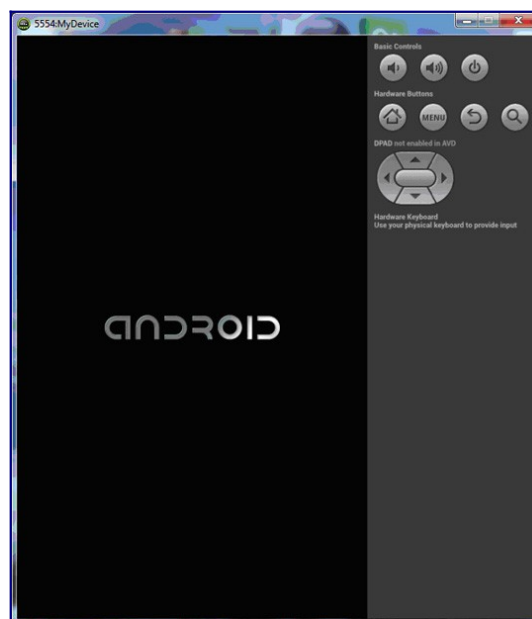 5554:MyDevice
Basic Controls
Hardware Buttons
MENU
DPAD not enabled in AVD
Hardware Keyboard
Use your physical keyboard to provide input
ANDROID